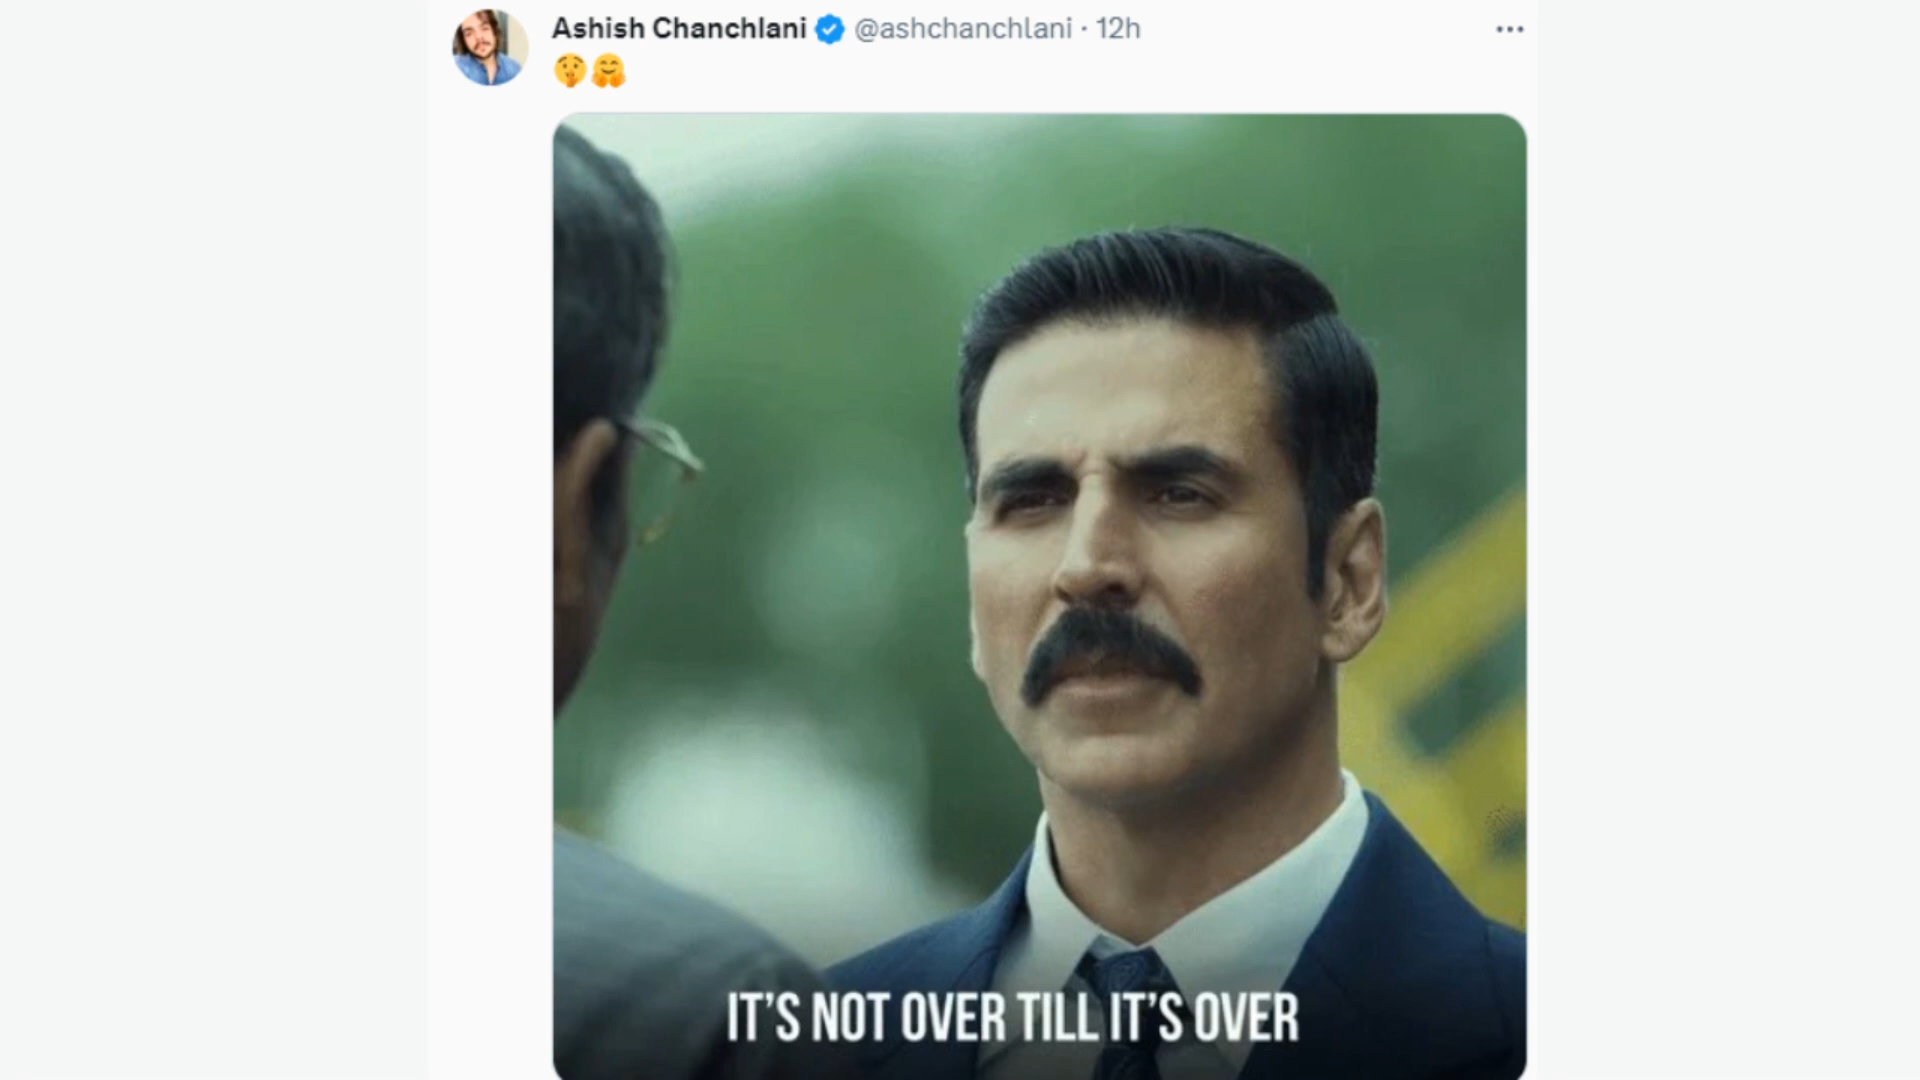 Ashish Chanchlani @ashchanchlani · 12h
🤫🤗
IT'S NOT OVER TILL IT'S OVER